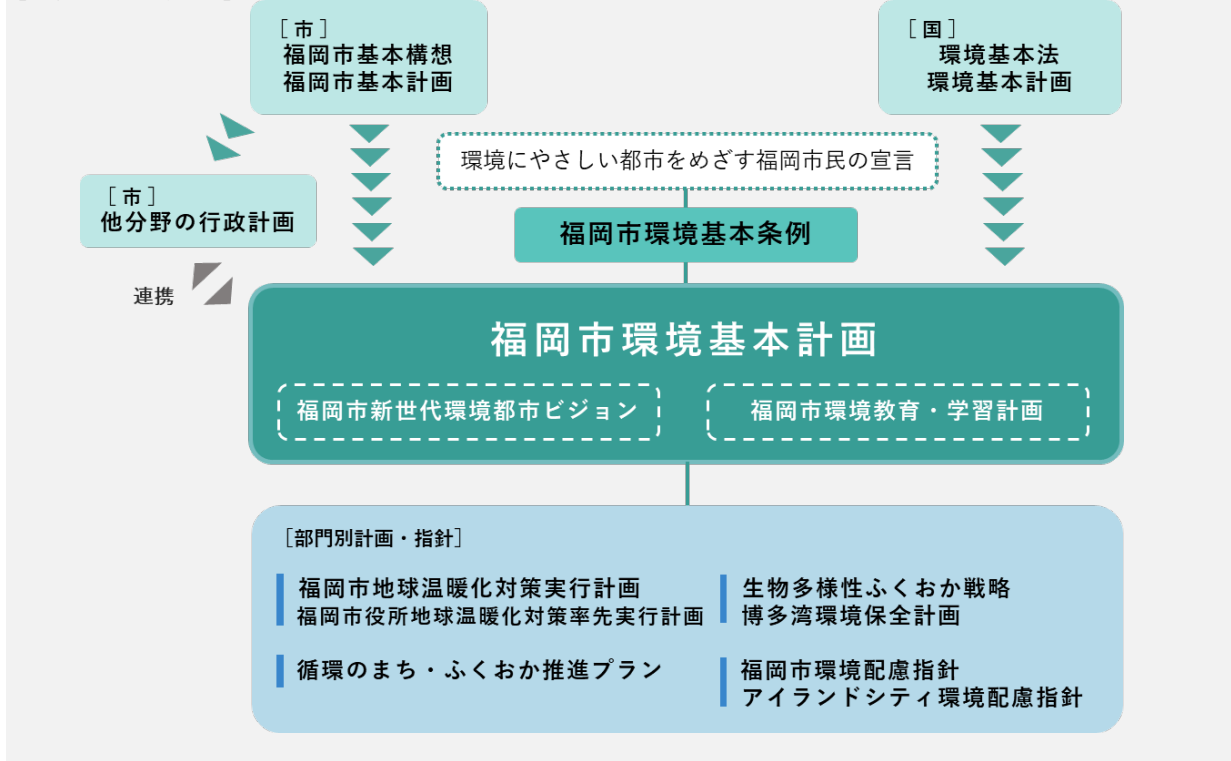 ［市］
福岡市基本構想
福岡市基本計画
［国］
環境基本法
環境基本計画
環境にやさしい都市をめざす福岡市民の宣言
［市］
他分野の行政計画
福岡市環境基本条例
連携
福岡市環境基本計画
福岡市新世代環境都市ビジョン
福岡市環境教育・学習計画
［部門別計画・指針］
福岡市地球温暖化対策実行計画
福岡市役所地球温暖化対策率先実行計画
循環のまち・ふくおか推進プラン
生物多様性ふくおか戦略
博多湾環境保全計画
福岡市環境配慮指針
アイランドシティ環境配慮指針